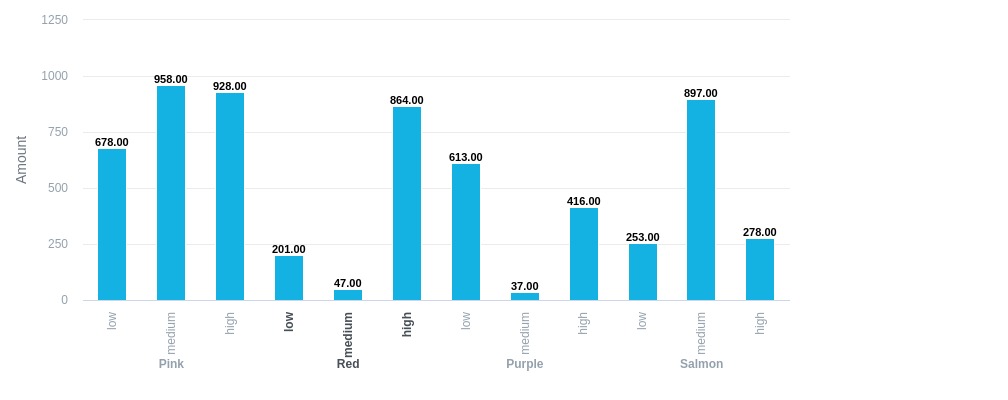 1250
1000
750
500
250
0
Amount
678.00
958.00
928.00
201.00
47.00
864.00
613.00
37.00
416.00
253.00
897.00
278.00
low
medium
high
low
medium
high
low
medium
high
low
medium
high
Pink
Red
Purple
Salmon